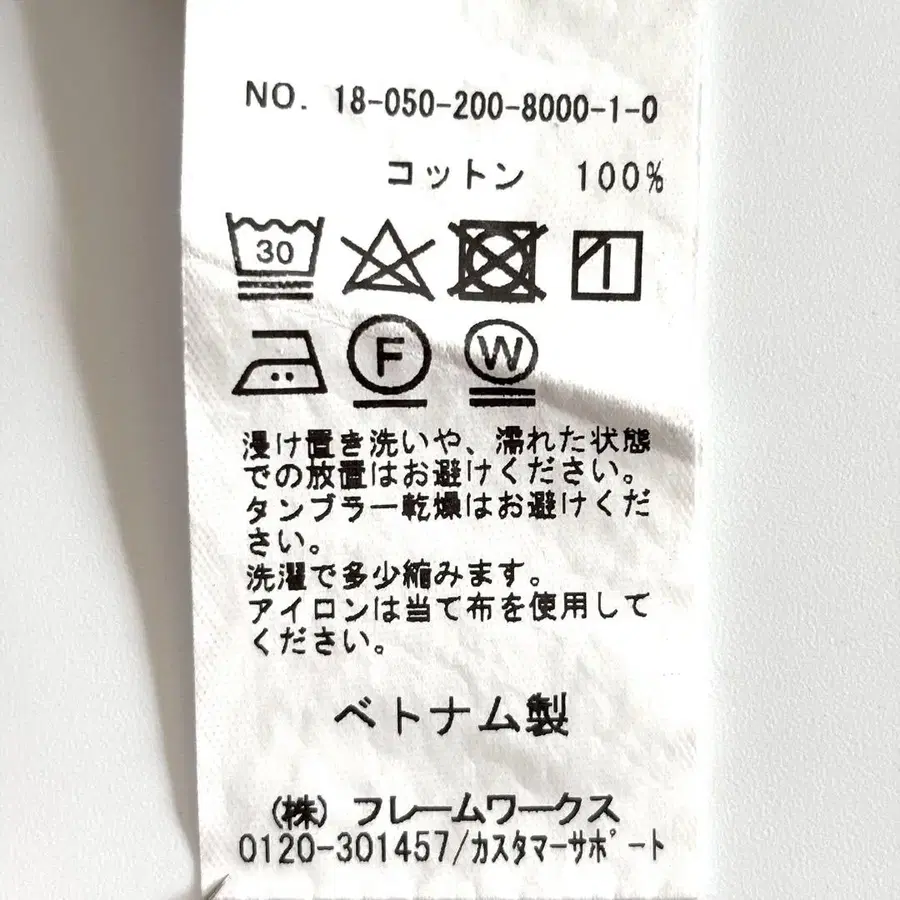 NO. 18-050-200-8000-1-0
コットン 100%
30
F W
浸け置き洗いや、濡れた状態
での放置はお避けください。
タンブラー乾燥はお避けくだ
さい。
洗濯で多少縮みます。
アイロンは当て布を使用して
ください。
ベトナム製
(株) フレームワークス
0120-301457/カスタマーサポート